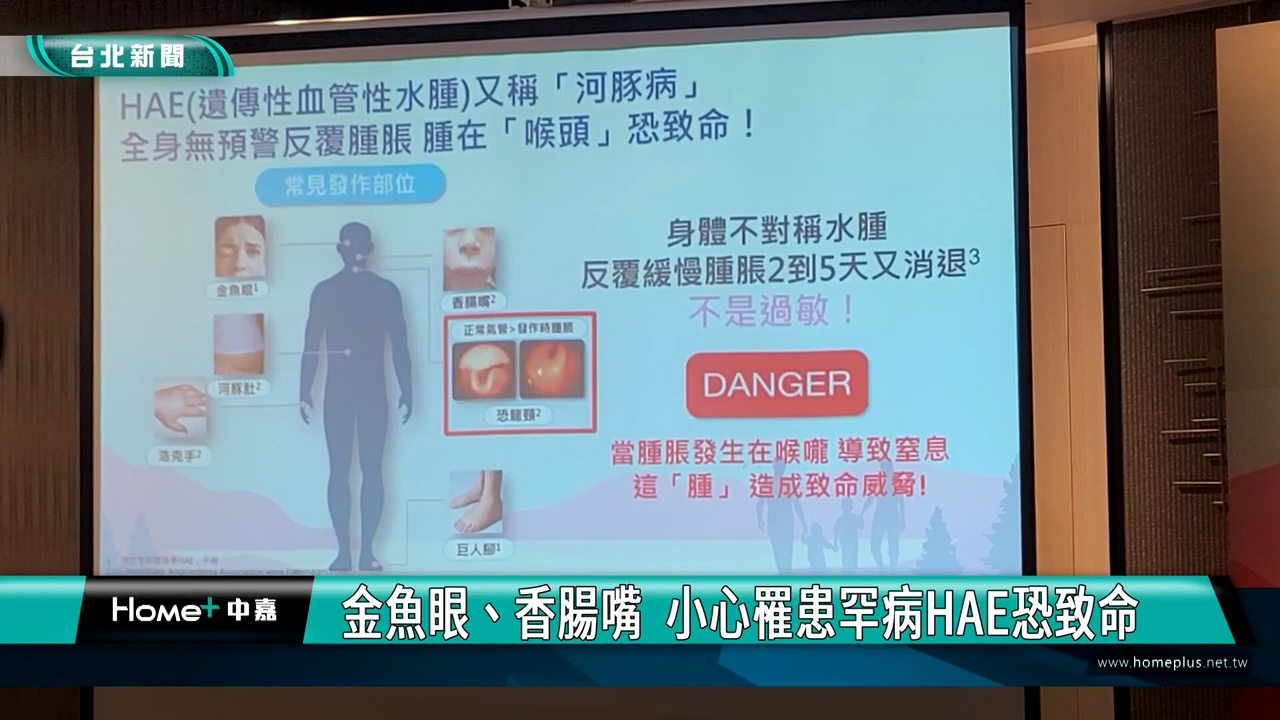 台北新聞
HAE(遺傳性血管性水腫)又稱「河豚病」
全身無預警反覆腫脹 腫在「喉頭」恐致命！
常見發作部位
金魚眼1
香腸嘴2
正常氣管>發作時腫脹
恐龍頸2
河豚肚2
浩克手2
巨人腳1
身體不對稱水腫
反覆緩慢腫脹2到5天又消退3
不是過敏！
DANGER
當腫脹發生在喉嚨 導致窒息
這「腫」 造成致命威脅!
Home+中嘉
金魚眼、香腸嘴 小心罹患罕病HAE恐致命
www.homeplus.net.tw